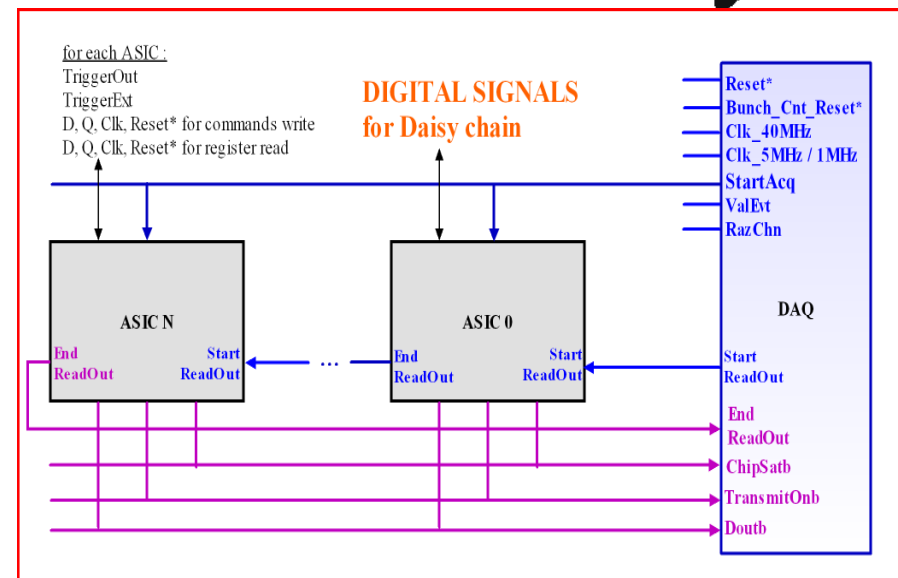 for each ASIC :
TriggerOut
TriggerExt
D, Q, Clk, Reset* for commands write
D, Q, Clk, Reset* for register read
DIGITAL SIGNALS
for Daisy chain
Reset*
Bunch_Cnt_Reset*
Clk_40MHz
Clk_5MHz / 1MHz
StartAcq
ValEvt
RazChn
DAQ
ASIC N
End
ReadOut
Start
ReadOut
...
ASIC 0
End
ReadOut
Start
ReadOut
Start
ReadOut
End
ReadOut
ChipSatb
TransmitOnb
Doutb